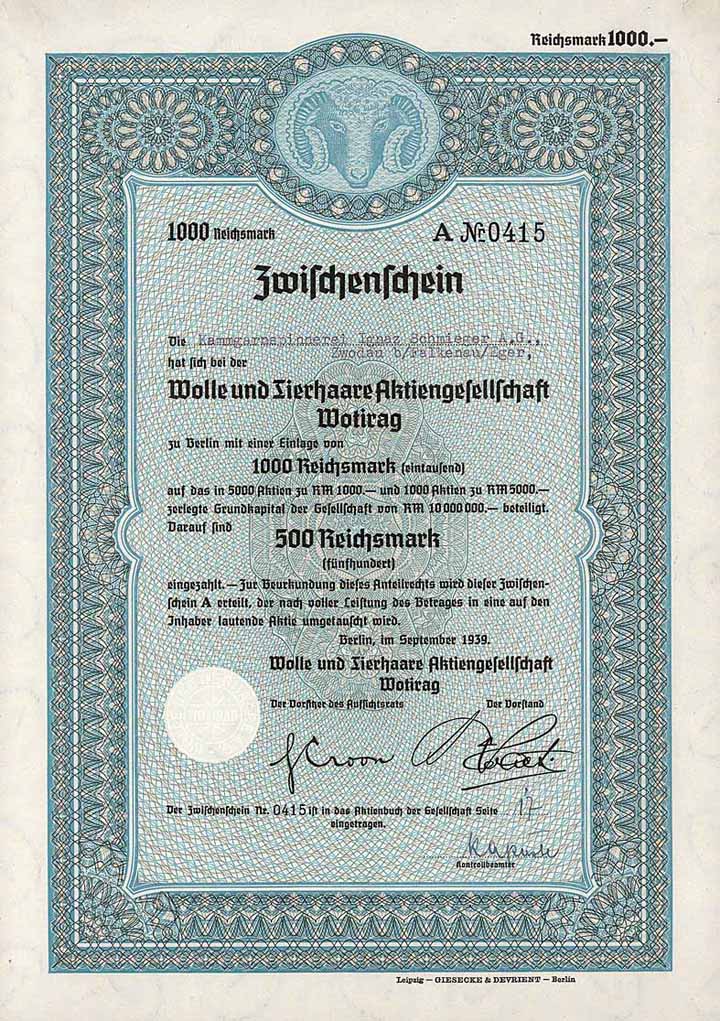 Reichsmark 1000.—
1000 Reichsmark A №0415
Zwiſchenſchein
Die Kammgarnspinnerei Ignaz Schmieger A.G.,
Zwodau b/Falkenau/Eger,
hat ſich bei der
Wolle und Tierhaare Aktiengeſellſchaft
Wotirag
zu Berlin mit einer Einlage von
1000 Reichsmark (eintauſend)
auf das in 5000 Aktien zu RM 1000.— und 1000 Aktien zu RM 5000.—
zerlegte Grundkapital der Geſellſchaft von RM 10 000 000.— beteiligt.
Darauf ſind
500 Reichsmark
(fünfhundert)
eingezahlt. — Zur Beurkundung dieſes Anteilrechts wird dieſer Zwiſchen-
ſchein A erteilt, der nach voller Leiſtung des Betrages in eine auf den
Inhaber lautende Aktie umgetauſcht wird.
Berlin, im September 1939.
Wolle und Tierhaare Aktiengeſellſchaft
Wotirag
Der Vorſitzer des Aufſichtsrats Der Vorſtand
Croon
Der Zwiſchenſchein Nr. 0415 iſt in das Aktienbuch der Geſellſchaft Seite 17
eingetragen.
Kontrollbeamter
Leipzig — GIESECKE & DEVRIENT — Berlin